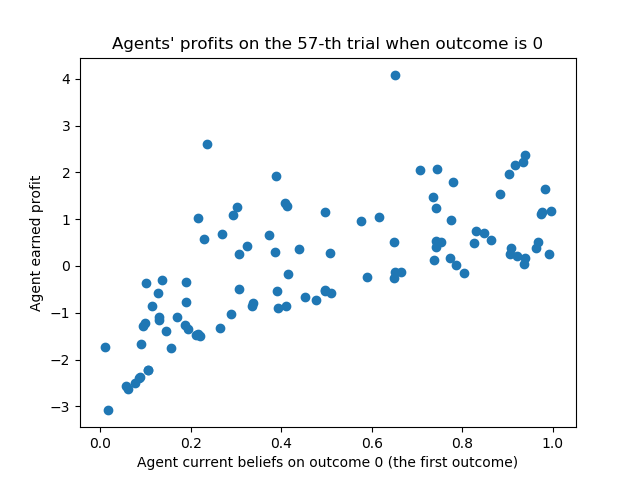 Agents' profits on the 57-th trial when outcome is 0
Agent earned profit
4
3
2
1
0
−1
−2
−3
0.0 0.2 0.4 0.6 0.8 1.0
Agent current beliefs on outcome 0 (the first outcome)